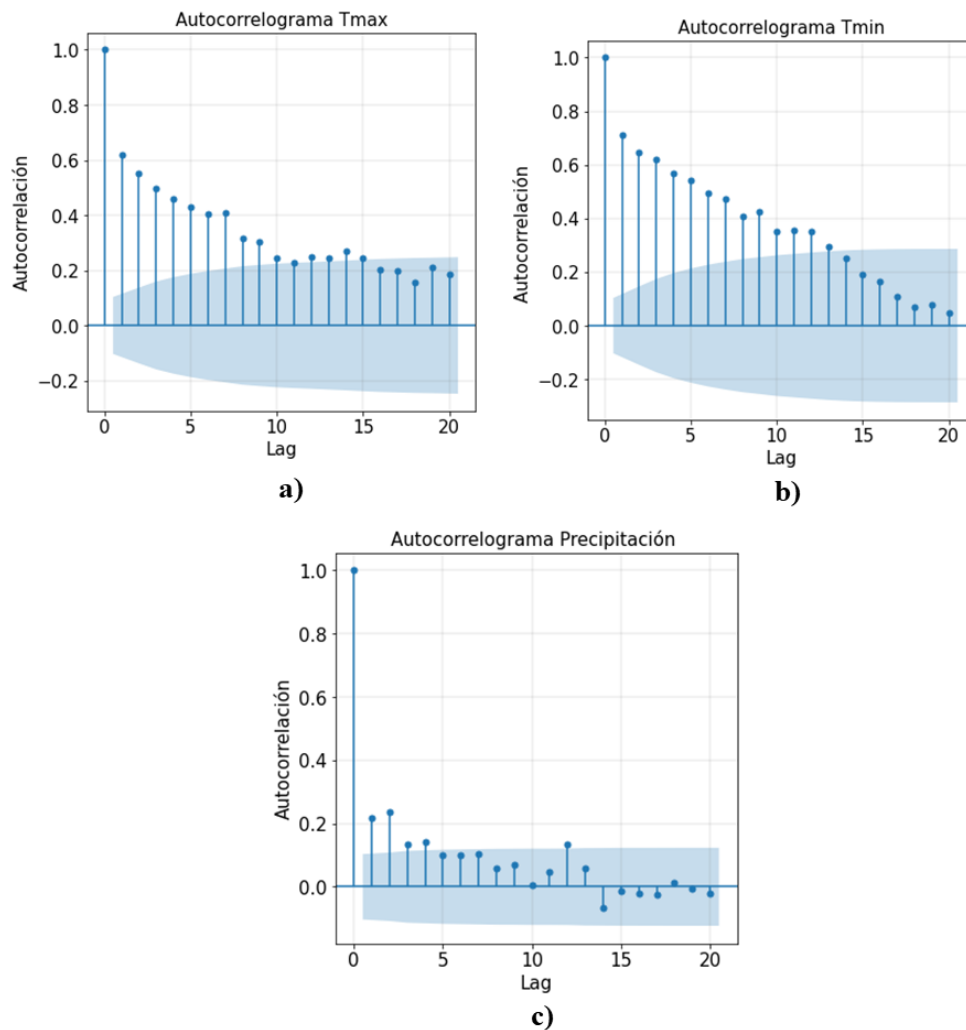 Autocorrelograma Tmax
1.0
0.8
0.6
0.4
0.2
0.0
−0.2
Autocorrelación
0 5 10 15 20
Lag
a)
Autocorrelograma Tmin
1.0
0.8
0.6
0.4
0.2
0.0
−0.2
Autocorrelación
0 5 10 15 20
Lag
b)
Autocorrelograma Precipitación
1.0
0.8
0.6
0.4
0.2
0.0
Autocorrelación
0 5 10 15 20
Lag
c)